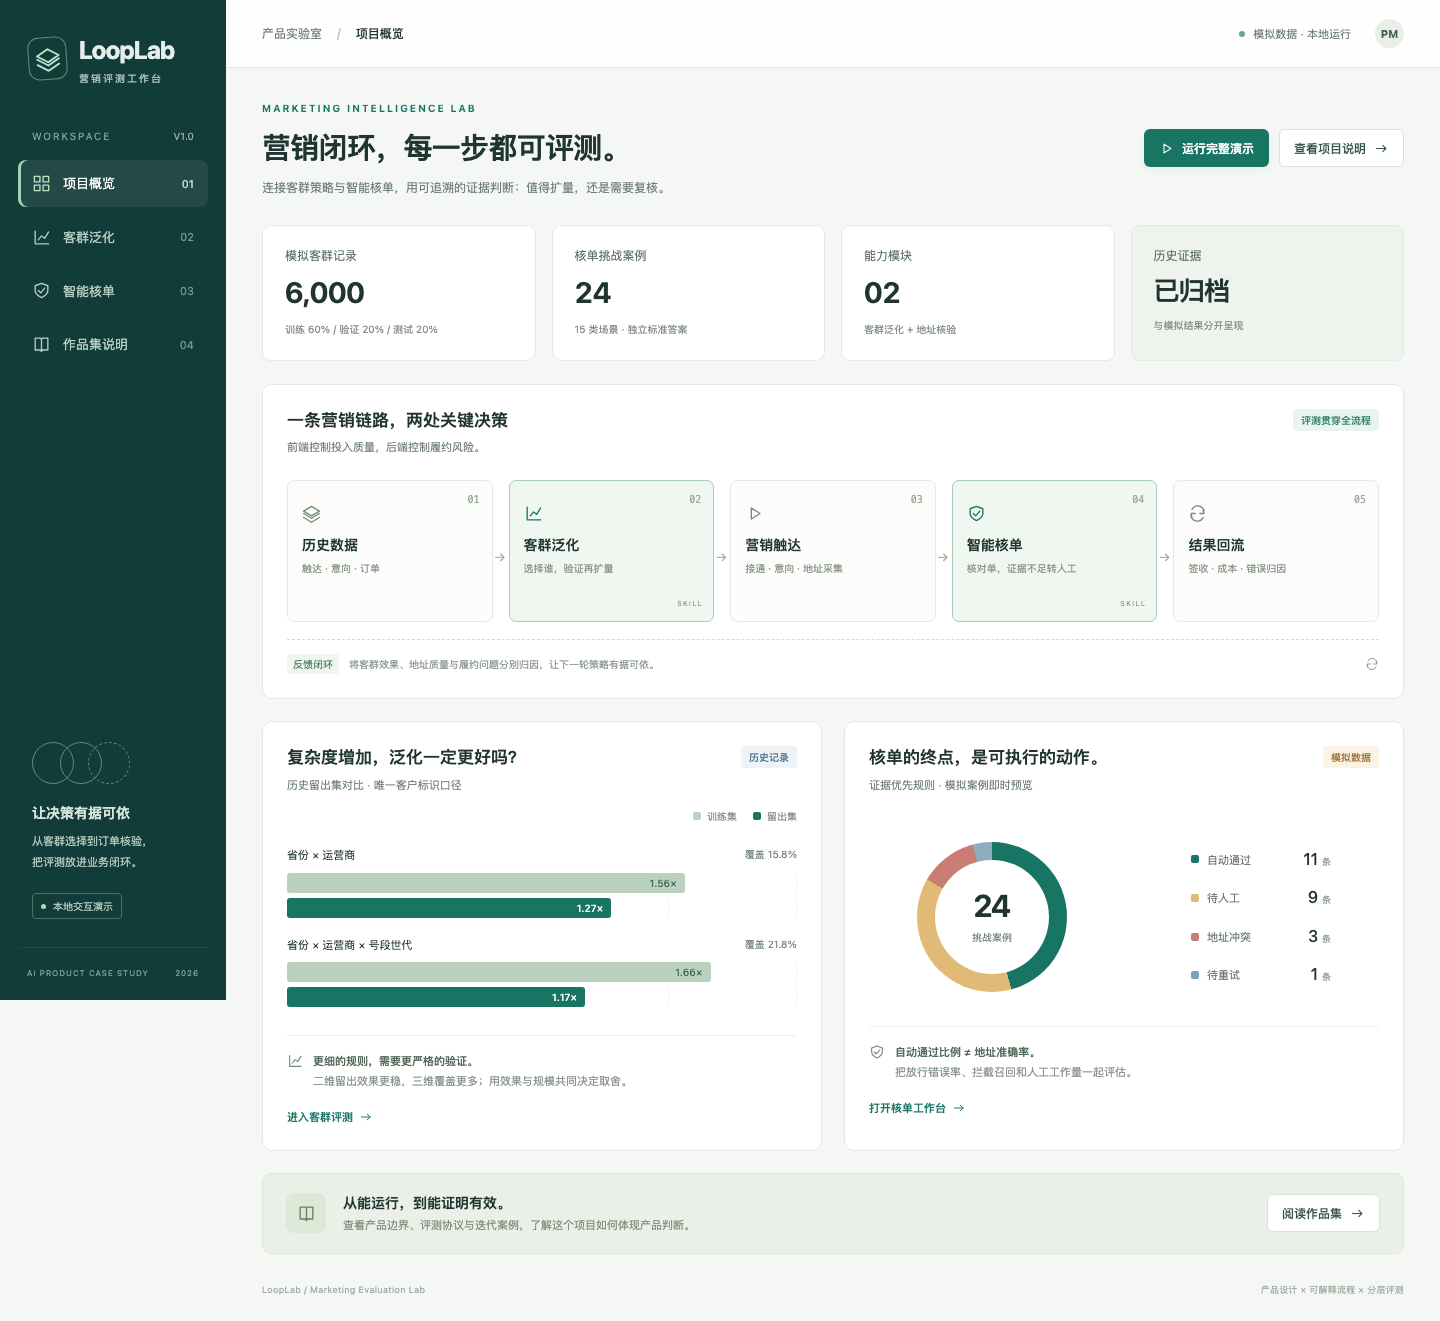 LoopLab
营销评测工作台
WORKSPACE V1.0
项目概览 01
客群泛化 02
智能核单 03
作品集说明 04
让决策有据可依
从客群选择到订单核验，
把评测放进业务闭环。
本地交互演示
AI PRODUCT CASE STUDY 2026
产品实验室 / 项目概览
模拟数据 · 本地运行 PM
MARKETING INTELLIGENCE LAB
营销闭环，每一步都可评测。
连接客群策略与智能核单，用可追溯的证据判断：值得扩量，还是需要复核。
运行完整演示
查看项目说明 →
模拟客群记录
6,000
训练 60% / 验证 20% / 测试 20%
核单挑战案例
24
15 类场景 · 独立标准答案
能力模块
02
客群泛化 + 地址核验
历史证据
已归档
与模拟结果分开呈现
一条营销链路，两处关键决策
前端控制投入质量，后端控制履约风险。
评测贯穿全流程
01
历史数据
触达 · 意向 · 订单
→
02
客群泛化
选择谁，验证再扩量
SKILL
→
03
营销触达
接通 · 意向 · 地址采集
→
04
智能核单
核对单，证据不足转人工
SKILL
→
05
结果回流
签收 · 成本 · 错误归因
反馈闭环 将客群效果、地址质量与履约问题分别归因，让下一轮策略有据可依。
复杂度增加，泛化一定更好吗？
历史记录
历史留出集对比 · 唯一客户标识口径
训练集 留出集
省份 × 运营商 覆盖 15.8%
1.56×
1.27×
省份 × 运营商 × 号段世代 覆盖 21.8%
1.66×
1.17×
更细的规则，需要更严格的验证。
二维留出效果更稳，三维覆盖更多；用效果与规模共同决定取舍。
进入客群评测 →
核单的终点，是可执行的动作。
模拟数据
证据优先规则 · 模拟案例即时预览
24
挑战案例
自动通过 11 条
待人工 9 条
地址冲突 3 条
待重试 1 条
自动通过比例 ≠ 地址准确率。
把放行错误率、拦截召回和人工工作量一起评估。
打开核单工作台 →
从能运行，到能证明有效。
查看产品边界、评测协议与迭代案例，了解这个项目如何体现产品判断。
阅读作品集 →
LoopLab / Marketing Evaluation Lab
产品设计 × 可解释流程 × 分层评测